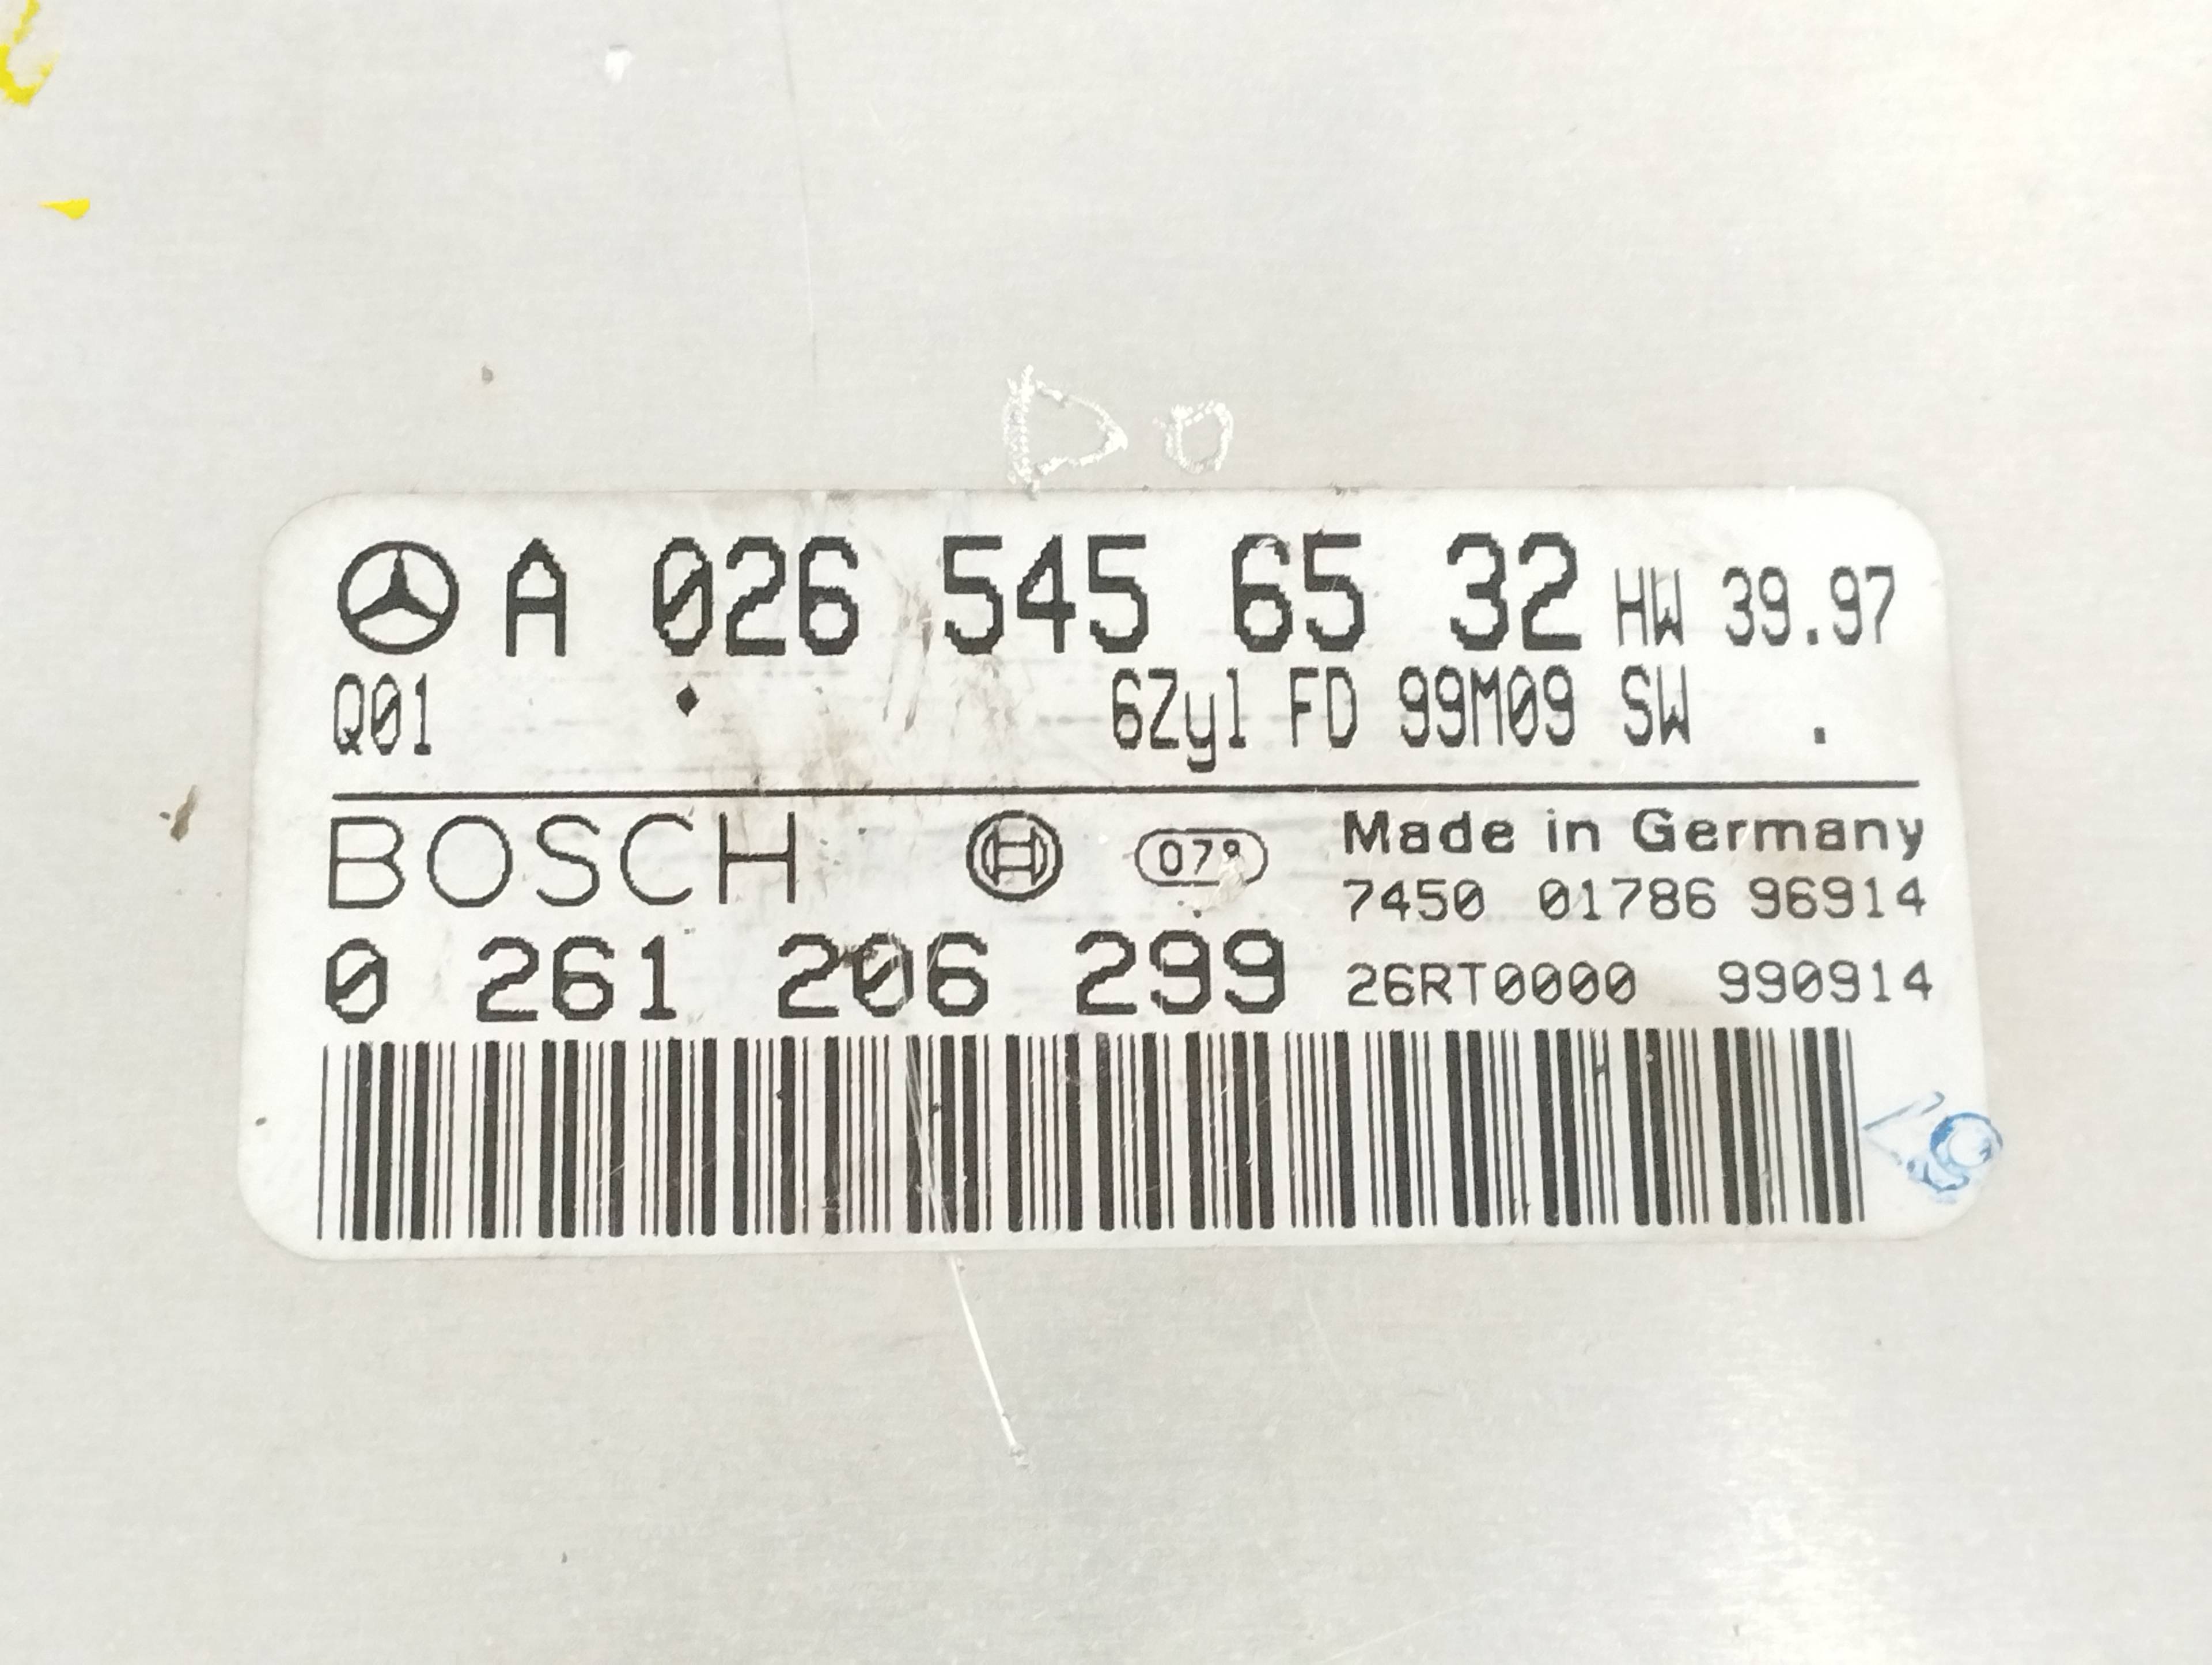 D0
A 026 545 65 32 HW 39.97
Q01 6Zyl FD 99M09 SW .
BOSCH Made in Germany
7450 01786 96914
0 261 206 299 26RT0000 990914